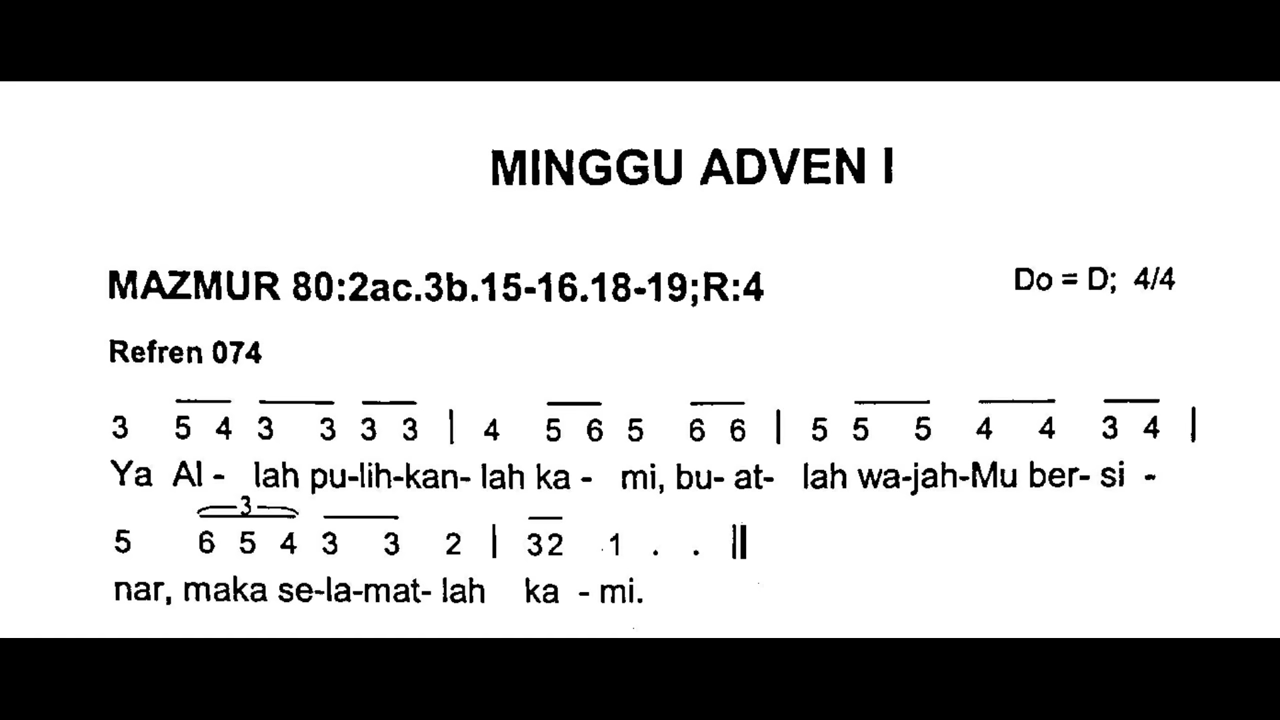 MINGGU ADVEN I
MAZMUR 80:2ac.3b.15-16.18-19;R:4 Do = D; 4/4
Refren 074
3 5 4 3 3 3 3 | 4 5 6 5 6 6 | 5 5 5 4 4 3 4 |
Ya Al - lah pu-lih-kan- lah ka - mi, bu- at- lah wa-jah-Mu ber- si -
3
5 6 5 4 3 3 2 | 32 1 . . ||
nar, maka se-la-mat- lah ka - mi.